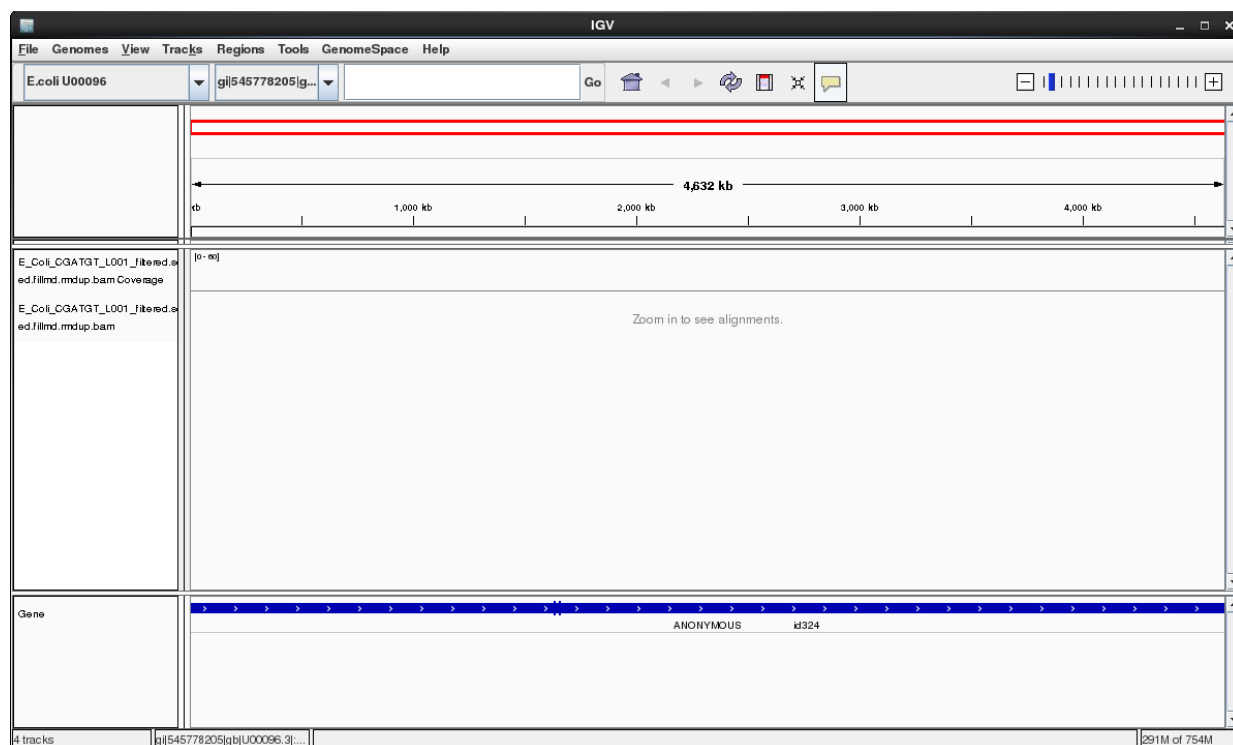 IGV
File Genomes View Tracks Regions Tools GenomeSpace Help
E.coli U00096 gi|545778205|g... Go
4,632 kb
kb 1,000 kb 2,000 kb 3,000 kb 4,000 kb
E_Coli_CGATGT_L001_filtered.s
ed.fillmd.rmdup.bam Coverage
[0 - 60]
E_Coli_CGATGT_L001_filtered.s
ed.fillmd.rmdup.bam
Zoom in to see alignments.
Gene
ANONYMOUS id324
4 tracks gi|545778205|gb|U00096.3|:... 291M of 754M